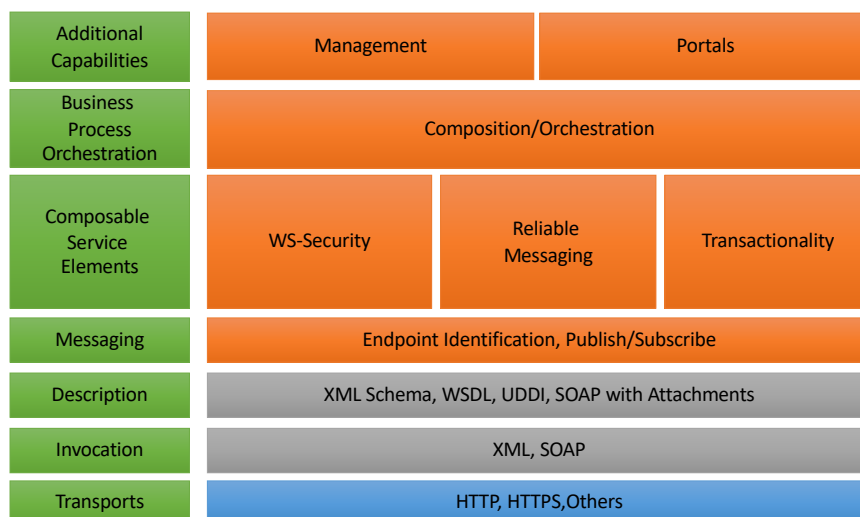 Additional
Capabilities
Management
Portals
Business
Process
Orchestration
Composition/Orchestration
Composable
Service
Elements
WS-Security
Reliable
Messaging
Transactionality
Messaging
Endpoint Identification, Publish/Subscribe
Description
XML Schema, WSDL, UDDI, SOAP with Attachments
Invocation
XML, SOAP
Transports
HTTP, HTTPS,Others